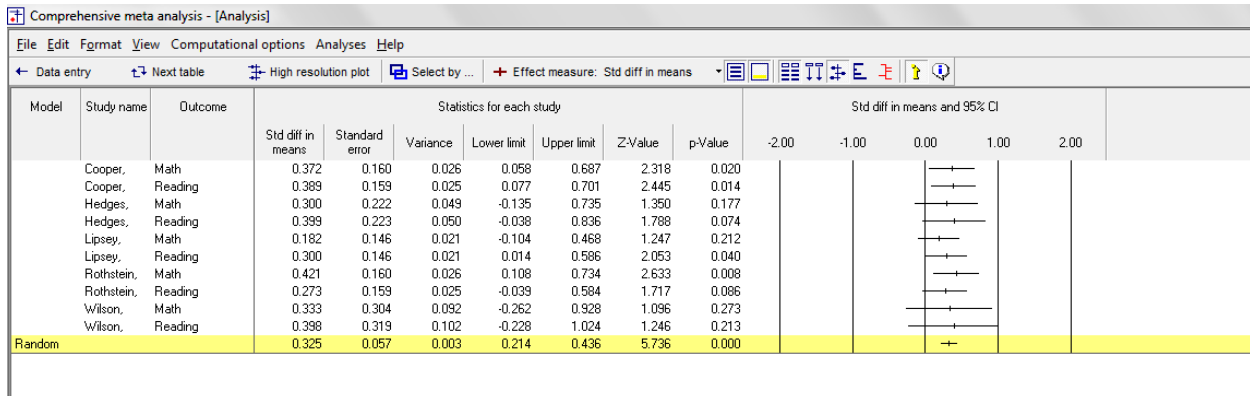 Comprehensive meta analysis - [Analysis]
File Edit Format View Computational options Analyses Help
Data entry Next table High resolution plot Select by ... Effect measure: Std diff in means
Model Study name Outcome Statistics for each study Std diff in means and 95% CI
Std diff in means Standard error Variance Lower limit Upper limit Z-Value p-Value -2.00 -1.00 0.00 1.00 2.00
Cooper, Math 0.372 0.160 0.026 0.058 0.687 2.318 0.020
Cooper, Reading 0.389 0.159 0.025 0.077 0.701 2.445 0.014
Hedges, Math 0.300 0.222 0.049 -0.135 0.735 1.350 0.177
Hedges, Reading 0.399 0.223 0.050 -0.038 0.836 1.788 0.074
Lipsey, Math 0.182 0.146 0.021 -0.104 0.468 1.247 0.212
Lipsey, Reading 0.300 0.146 0.021 0.014 0.586 2.053 0.040
Rothstein, Math 0.421 0.160 0.026 0.108 0.734 2.633 0.008
Rothstein, Reading 0.273 0.159 0.025 -0.039 0.584 1.717 0.086
Wilson, Math 0.333 0.304 0.092 -0.262 0.928 1.096 0.273
Wilson, Reading 0.398 0.319 0.102 -0.228 1.024 1.246 0.213
Random 0.325 0.057 0.003 0.214 0.436 5.736 0.000